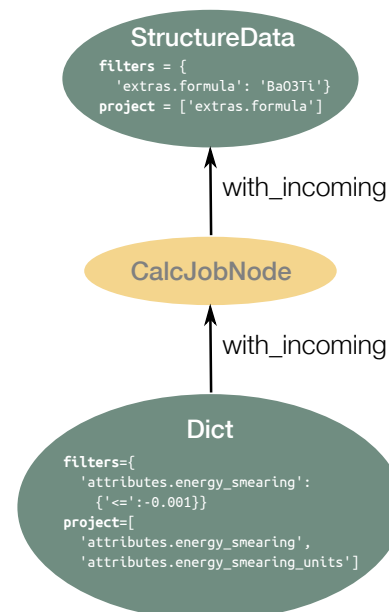 StructureData
filters = {
'extras.formula': 'BaO3Ti'}
project = ['extras.formula']
with_incoming
CalcJobNode
with_incoming
Dict
filters={
'attributes.energy_smearing':
{'<=':-0.001}}
project=[
'attributes.energy_smearing',
'attributes.energy_smearing_units']